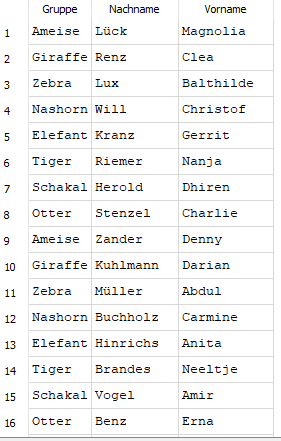 Gruppe Nachname Vorname
1 Ameise Lück Magnolia
2 Giraffe Renz Clea
3 Zebra Lux Balthilde
4 Nashorn Will Christof
5 Elefant Kranz Gerrit
6 Tiger Riemer Nanja
7 Schakal Herold Dhiren
8 Otter Stenzel Charlie
9 Ameise Zander Denny
10 Giraffe Kuhlmann Darian
11 Zebra Müller Abdul
12 Nashorn Buchholz Carmine
13 Elefant Hinrichs Anita
14 Tiger Brandes Neeltje
15 Schakal Vogel Amir
16 Otter Benz Erna